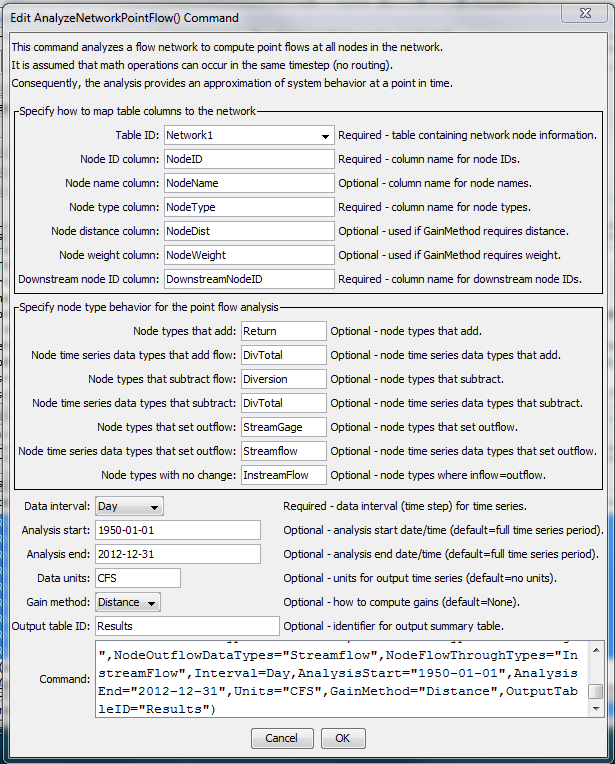 Edit AnalyzeNetworkPointFlow() Command
This command analyzes a flow network to compute point flows at all nodes in the network.
It is assumed that math operations can occur in the same timestep (no routing).
Consequently, the analysis provides an approximation of system behavior at a point in time.
Specify how to map table columns to the network
Table ID: Network1 Required - table containing network node information.
Node ID column: NodeID Required - column name for node IDs.
Node name column: NodeName Optional - column name for node names.
Node type column: NodeType Required - column name for node types.
Node distance column: NodeDist Optional - used if GainMethod requires distance.
Node weight column: NodeWeight Optional - used if GainMethod requires weight.
Downstream node ID column: DownstreamNodeID Required - column name for downstream node IDs.
Specify node type behavior for the point flow analysis
Node types that add: Return Optional - node types that add.
Node time series data types that add flow: DivTotal Optional - node time series data types that add.
Node types that subtract flow: Diversion Optional - node types that subtract.
Node time series data types that subtract: DivTotal Optional - node time series data types that subtract.
Node types that set outflow: StreamGage Optional - node types that set outflow.
Node time series data types that set outflow: Streamflow Optional - node time series data types that set outflow.
Node types with no change: InstreamFlow Optional - node types where inflow=outflow.
Data interval: Day Required - data interval (time step) for time series.
Analysis start: 1950-01-01 Optional - analysis start date/time (default=full time series period).
Analysis end: 2012-12-31 Optional - analysis end date/time (default=full time series period).
Data units: CFS Optional - units for output time series (default=no units).
Gain method: Distance Optional - how to compute gains (default=None).
Output table ID: Results Optional - identifier for output summary table.
Command: ",NodeOutflowDataTypes="Streamflow",NodeFlowThroughTypes="In
streamFlow",Interval=Day,AnalysisStart="1950-01-01",Analysis
End="2012-12-31",Units="CFS",GainMethod="Distance",OutputTab
leID="Results")
Cancel OK